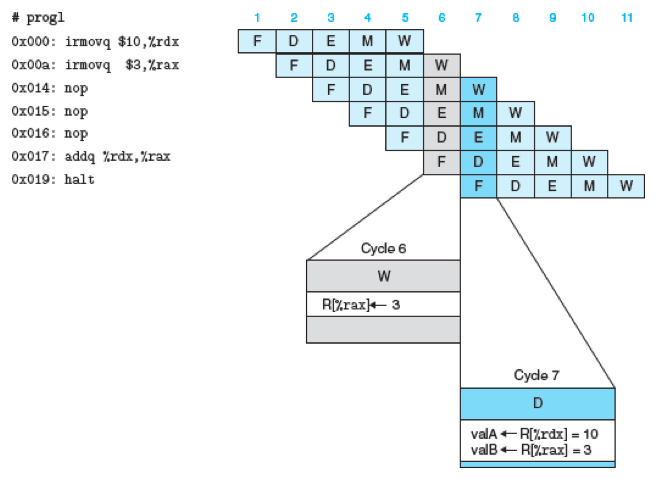 # prog1 1 2 3 4 5 6 7 8 9 10 11
0x000: irmovq $10,%rdx F D E M W
0x00a: irmovq $3,%rax F D E M W
0x014: nop F D E M W
0x015: nop F D E M W
0x016: nop F D E M W
0x017: addq %rdx,%rax F D E M W
0x019: halt F D E M W
Cycle 6
W
R[%rax] ← 3
Cycle 7
D
valA ← R[%rdx] = 10
valB ← R[%rax] = 3